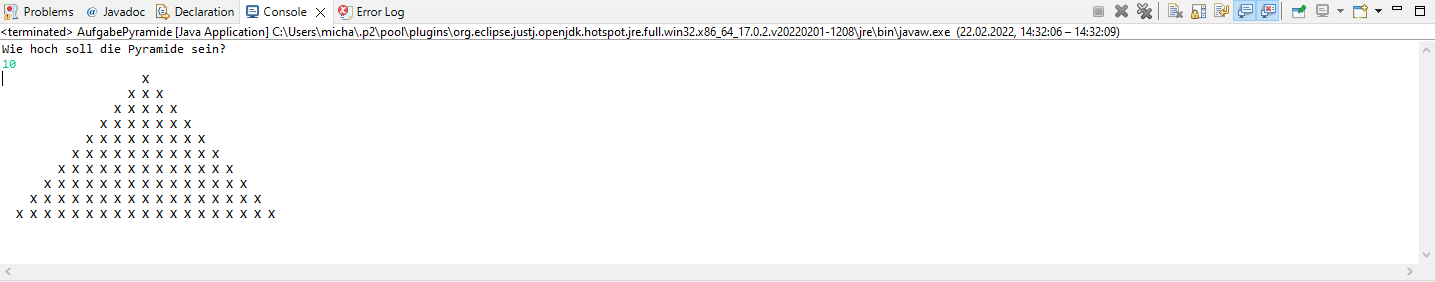 Problems @ Javadoc Declaration Console Error Log
<terminated> AufgabePyramide [Java Application] C:\Users\micha\.p2\pool\plugins\org.eclipse.justj.openjdk.hotspot.jre.full.win32.x86_64_17.0.2.v20220201-1208\jre\bin\javaw.exe (22.02.2022, 14:32:06 – 14:32:09)
Wie hoch soll die Pyramide sein?
10
x
x x x
x x x x x
x x x x x x x
x x x x x x x x x
x x x x x x x x x x x
x x x x x x x x x x x x x
x x x x x x x x x x x x x x x
x x x x x x x x x x x x x x x x x
x x x x x x x x x x x x x x x x x x x